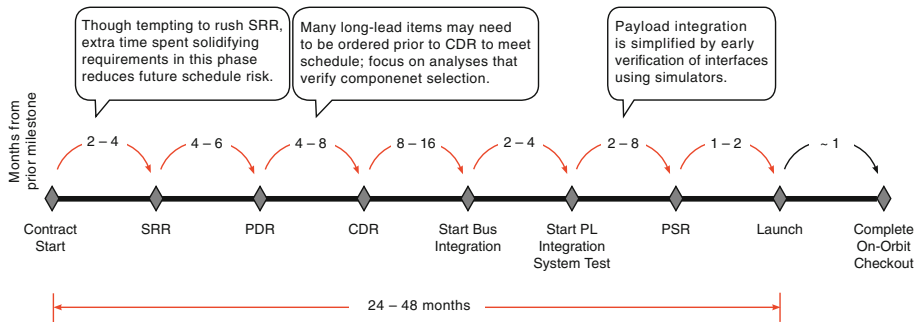 Though tempting to rush SRR,
extra time spent solidifying
requirements in this phase
reduces future schedule risk.
Many long-lead items may need
to be ordered prior to CDR to meet
schedule; focus on analyses that
verify componenet selection.
Payload integration
is simplified by early
verification of interfaces
using simulators.
Months from
prior milestone
2 – 4
4 – 6
4 – 8
8 – 16
2 – 4
2 – 8
1 – 2
~ 1
Contract
Start
SRR
PDR
CDR
Start Bus
Integration
Start PL
Integration
System Test
PSR
Launch
Complete
On-Orbit
Checkout
24 – 48 months